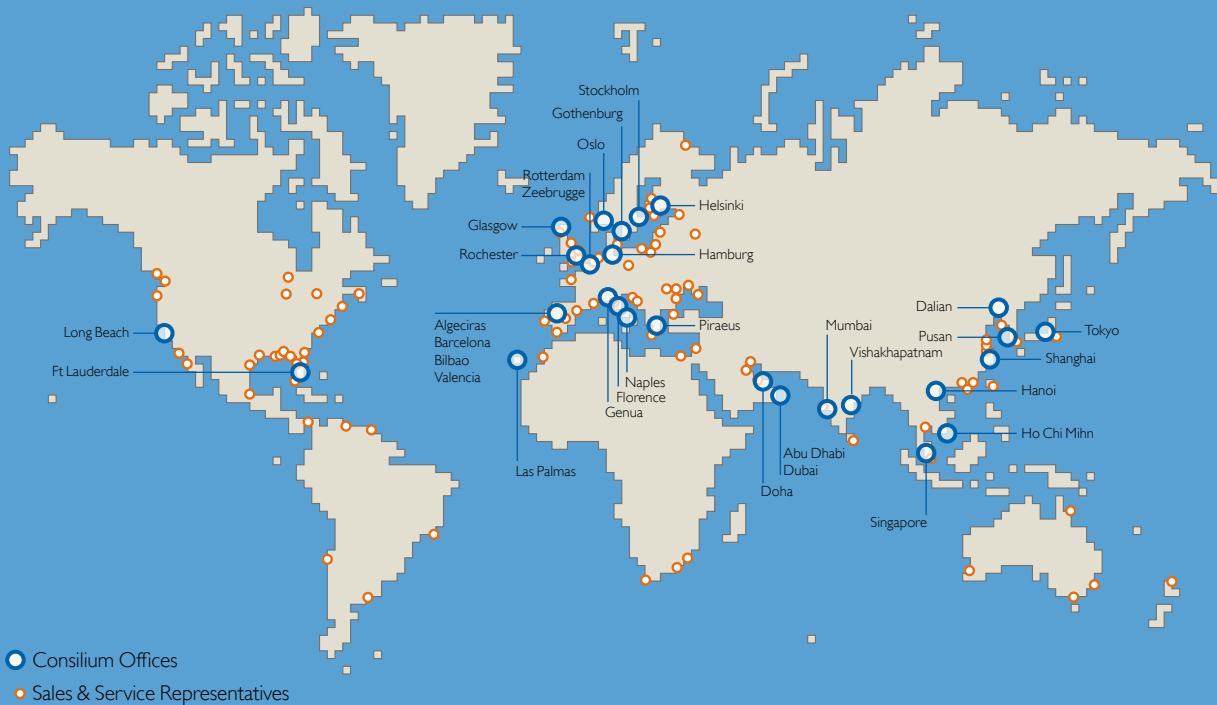 Stockholm
Gothenburg
Oslo
Rotterdam
Zeebrugge
Helsinki
Glasgow
Rochester
Hamburg
Long Beach
Ft Lauderdale
Algeciras
Barcelona
Bilbao
Valencia
Piraeus
Naples
Florence
Genua
Las Palmas
Mumbai
Vishakhapatnam
Dalian
Pusan
Tokyo
Shanghai
Hanoi
Ho Chi Mihn
Abu Dhabi
Dubai
Doha
Singapore
Consilium Offices
Sales & Service Representatives